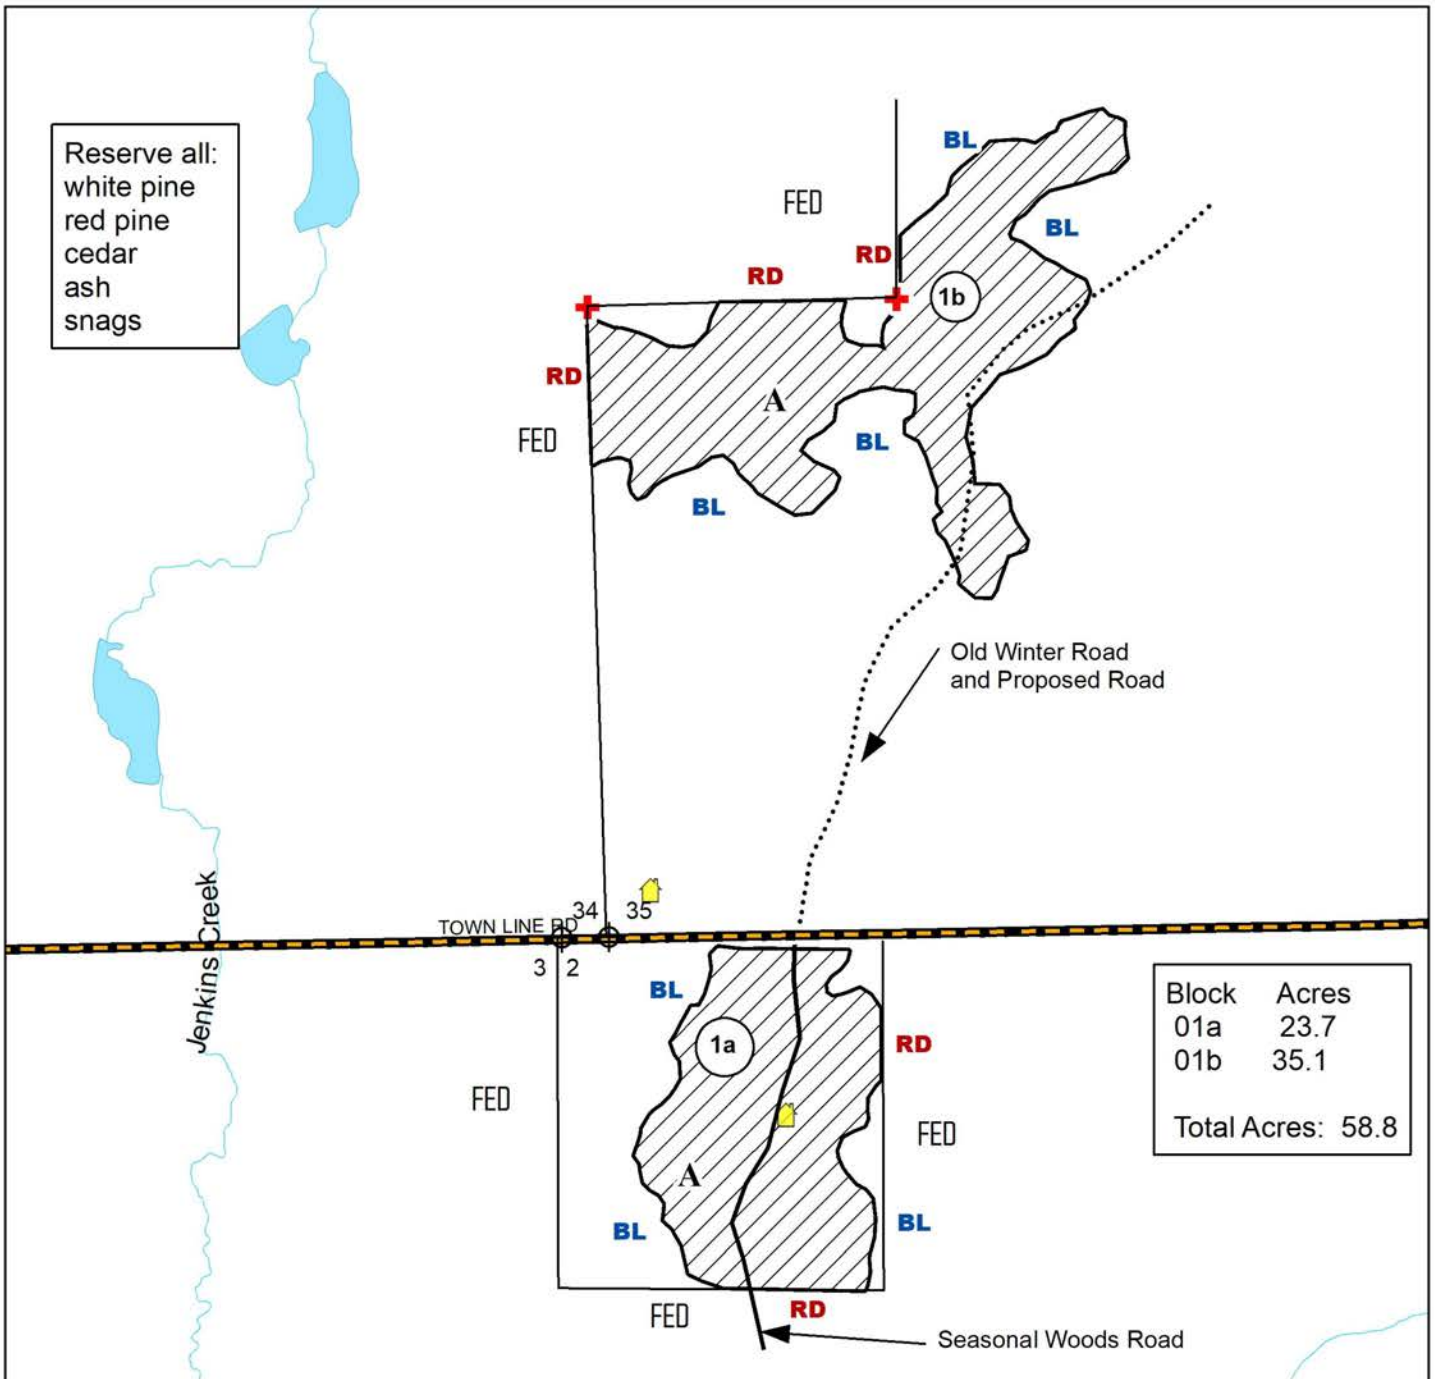 BL
Reserve all:
white pine
red pine
cedar
ash
snags
FED
BL
RD
RD
1b
RD
A
FED
BL
BL
Old Winter Road
and Proposed Road
Jenkins Creek
34 35
TOWN LINE RD
3 2
BL
Block Acres
01a 23.7
01b 35.1
Total Acres: 58.8
1a
RD
FED
FED
A
BL
BL
FED
RD
Seasonal Woods Road